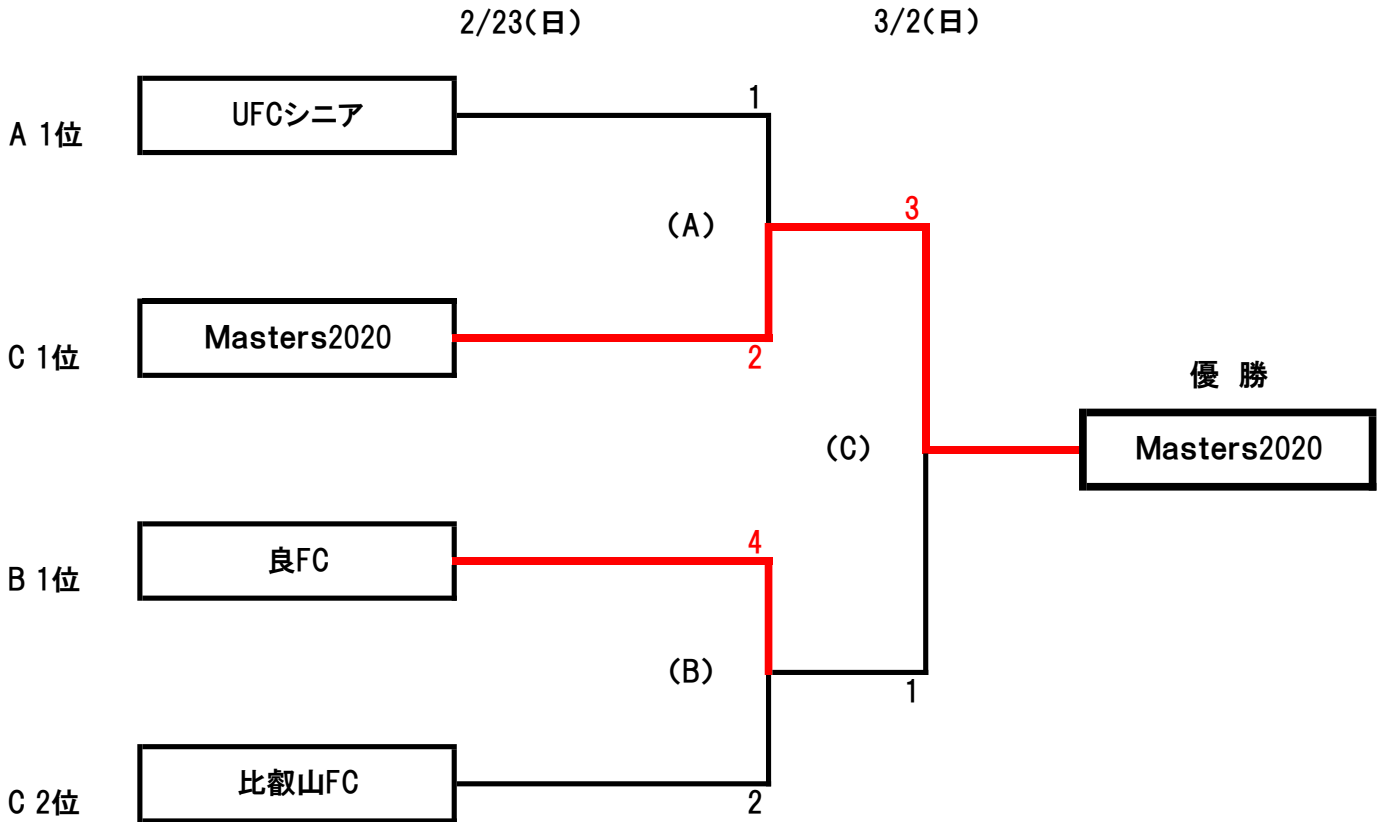 2/23(日) 3/2(日)
UFCシニア
1
A 1位
3
(A)
Masters2020
C 1位
2
優 勝
(C)
Masters2020
4
良FC
B 1位
(B)
1
比叡山FC
C 2位
2